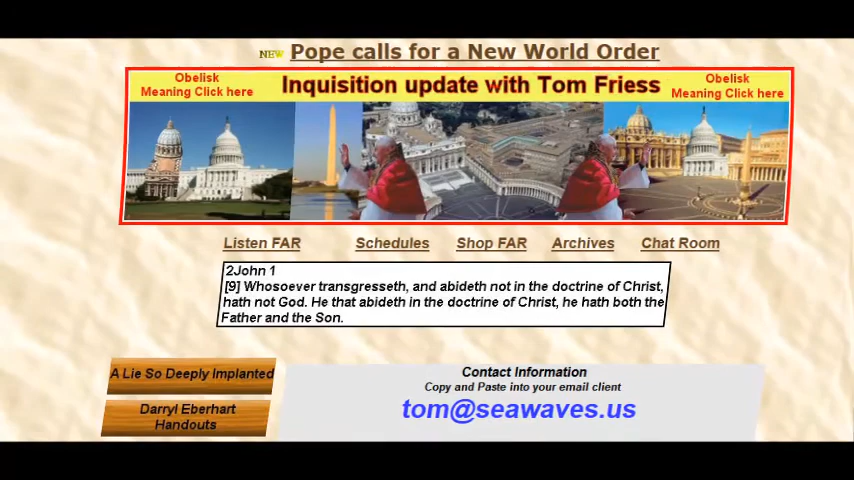 NEW Pope calls for a New World Order
Obelisk
Meaning Click here
Inquisition update with Tom Friess
Obelisk
Meaning Click here
Listen FAR Schedules Shop FAR Archives Chat Room
2John 1
[9] Whosoever transgresseth, and abideth not in the doctrine of Christ,
hath not God. He that abideth in the doctrine of Christ, he hath both the
Father and the Son.
A Lie So Deeply Implanted
Darryl Eberhart
Handouts
Contact Information
Copy and Paste into your email client
tom@seawaves.us